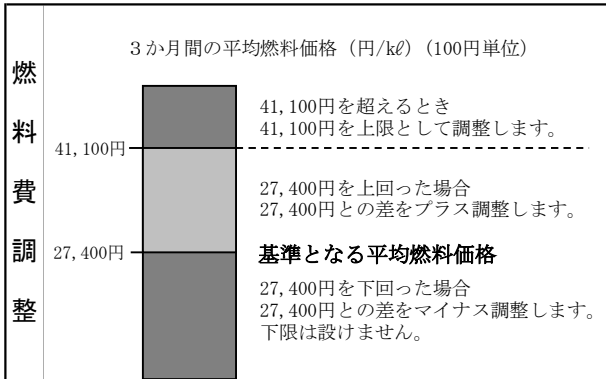 燃料費調整
3か月間の平均燃料価格（円/kℓ）（100円単位）
41,100円を超えるとき
41,100円を上限として調整します。
41,100円
27,400円を上回った場合
27,400円との差をプラス調整します。
27,400円
基準となる平均燃料価格
27,400円を下回った場合
27,400円との差をマイナス調整します。
下限は設けません。